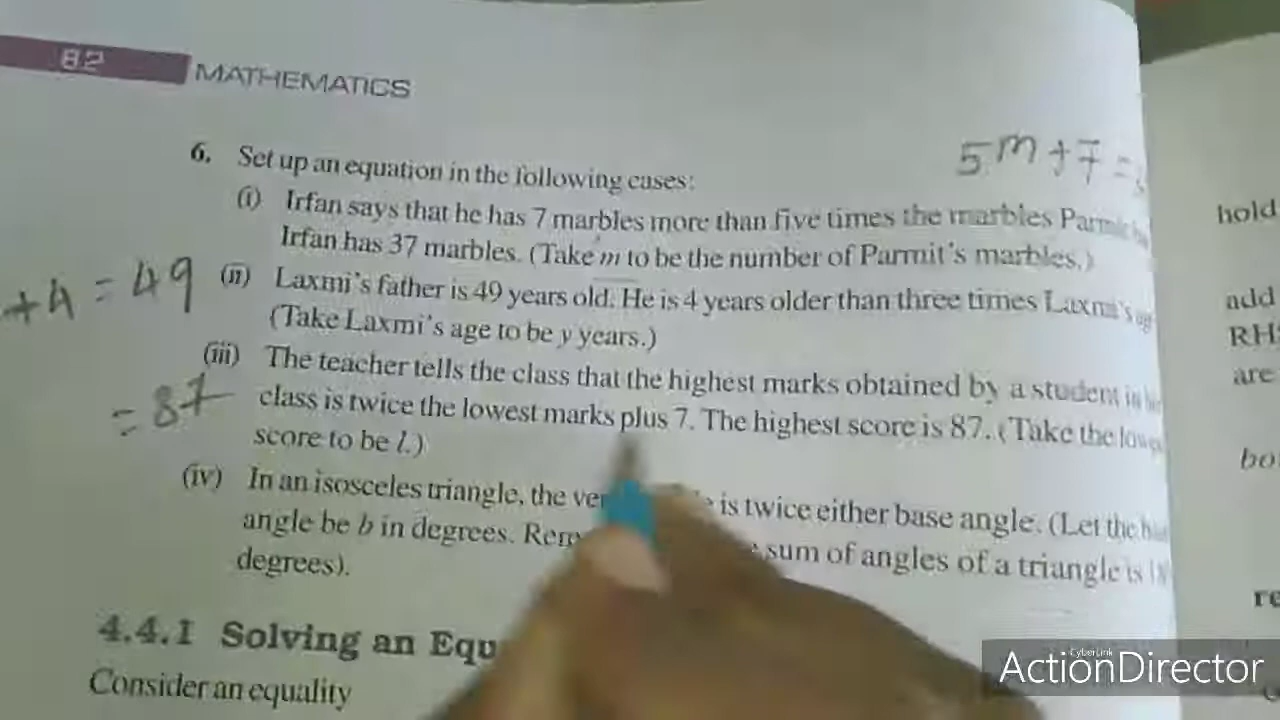 82 MATHEMATICS
5m+7=
6. Set up an equation in the following cases:
(i) Irfan says that he has 7 marbles more than five times the marbles
Irfan has 37 marbles. (Take m to be the number of Parmit's marbles.)
+4=49
(ii) Laxmi's father is 49 years old. He is 4 years older than three times Laxmi's
(Take Laxmi's age to be y years.)
(iii) The teacher tells the class that the highest marks obtained by a student in
=87
class is twice the lowest marks plus 7. The highest score is 87. (Take the
score to be l.)
(iv) In an isosceles triangle, the is twice either base angle. (Let the
angle be b in degrees. sum of angles of a triangle is
degrees).
4.4.1 Solving an
Consider an equality
hold
add
are
CyberLink
ActionDirector